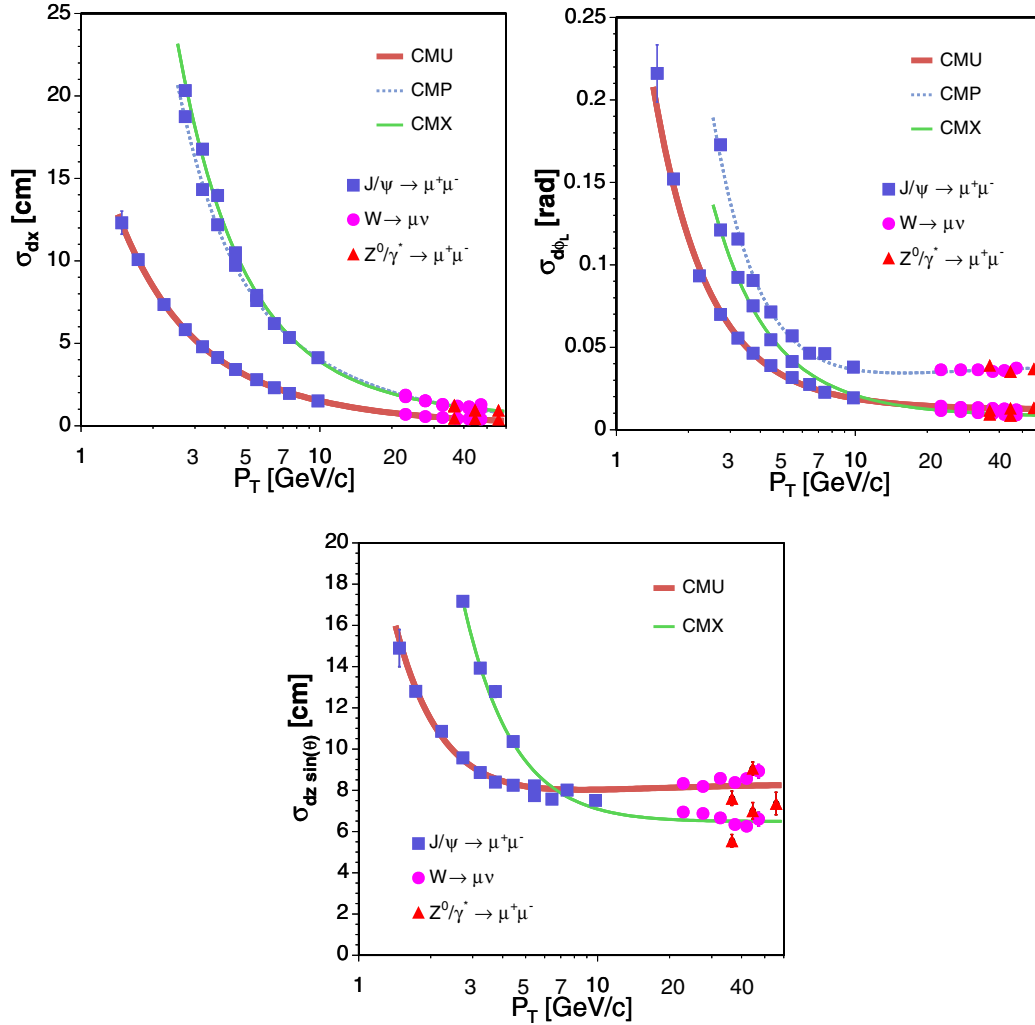 25
20
15
10
5
0
σdx [cm]
CMU
CMP
CMX
J/ψ → μ+μ-
W → μν
Z0/γ* → μ+μ-
1 3 5 7 10 20 40
PT [GeV/c]
0.25
0.2
0.15
0.1
0.05
0
σdϕL [rad]
CMU
CMP
CMX
J/ψ → μ+μ-
W → μν
Z0/γ* → μ+μ-
1 3 5 7 10 20 40
PT [GeV/c]
20
18
16
14
12
10
8
6
4
2
0
σdz sin(θ) [cm]
CMU
CMX
J/ψ → μ+μ-
W → μν
Z0/γ* → μ+μ-
1 3 5 7 10 20 40
PT [GeV/c]